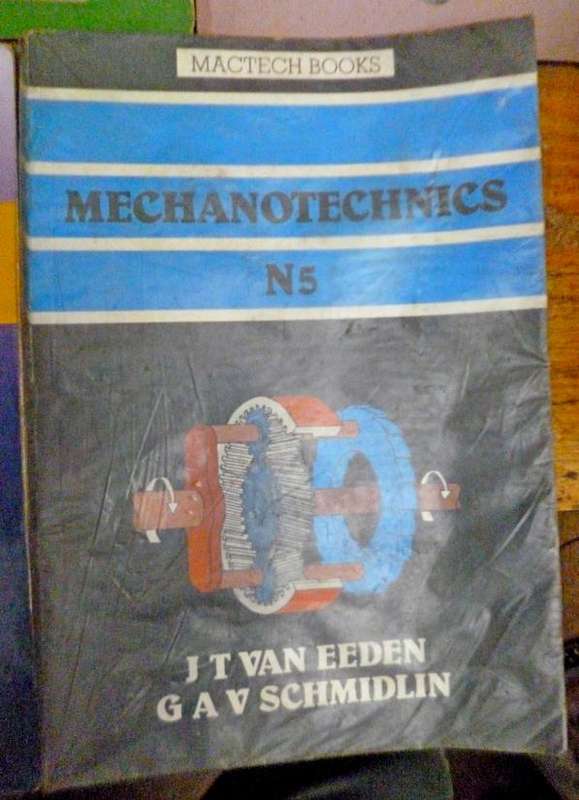 MACTECH BOOKS
MECHANOTECHNICS
N5
J T VAN EEDEN
G A V SCHMIDLIN